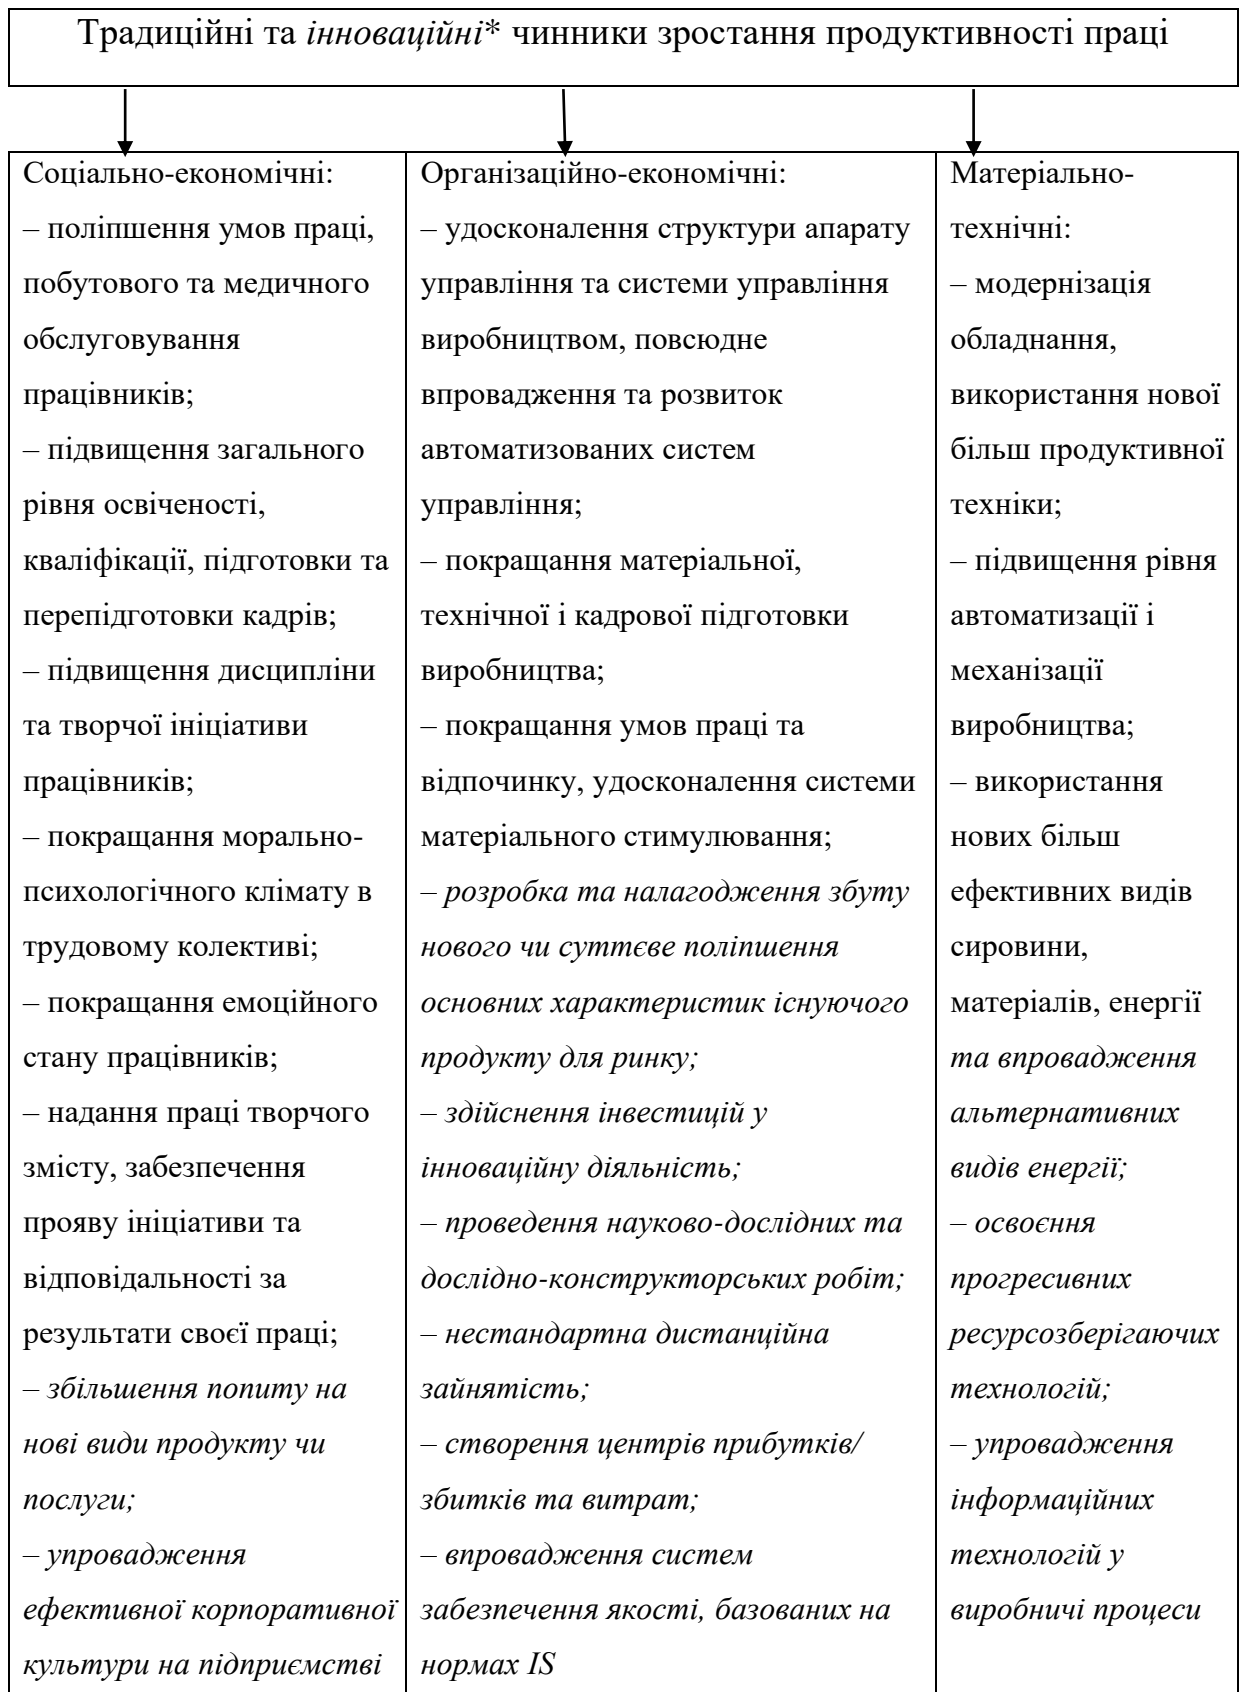 Традиційні та інноваційні* чинники зростання продуктивності праці
Соціально-економічні:
– поліпшення умов праці,
побутового та медичного
обслуговування
працівників;
– підвищення загального
рівня освіченості,
кваліфікації, підготовки та
перепідготовки кадрів;
– підвищення дисципліни
та творчої ініціативи
працівників;
– покращання морально-
психологічного клімату в
трудовому колективі;
– покращання емоційного
стану працівників;
– надання праці творчого
змісту, забезпечення
прояву ініціативи та
відповідальності за
результати своєї праці;
– збільшення попиту на
нові види продукту чи
послуги;
– упровадження
ефективної корпоративної
культури на підприємстві
Організаційно-економічні:
– удосконалення структури апарату
управління та системи управління
виробництвом, повсюдне
впровадження та розвиток
автоматизованих систем
управління;
– покращання матеріальної,
технічної і кадрової підготовки
виробництва;
– покращання умов праці та
відпочинку, удосконалення системи
матеріального стимулювання;
– розробка та налагодження збуту
нового чи суттєве поліпшення
основних характеристик існуючого
продукту для ринку;
– здійснення інвестицій у
інноваційну діяльність;
– проведення науково-дослідних та
дослідно-конструкторських робіт;
– нестандартна дистанційна
зайнятість;
– створення центрів прибутків/
збитків та витрат;
– впровадження систем
забезпечення якості, базованих на
нормах IS
Матеріально-
технічні:
– модернізація
обладнання,
використання нової
більш продуктивної
техніки;
– підвищення рівня
автоматизації і
механізації
виробництва;
– використання
нових більш
ефективних видів
сировини,
матеріалів, енергії
та впровадження
альтернативних
видів енергії;
– освоєння
прогресивних
ресурсозберігаючих
технологій;
– упровадження
інформаційних
технологій у
виробничі процеси